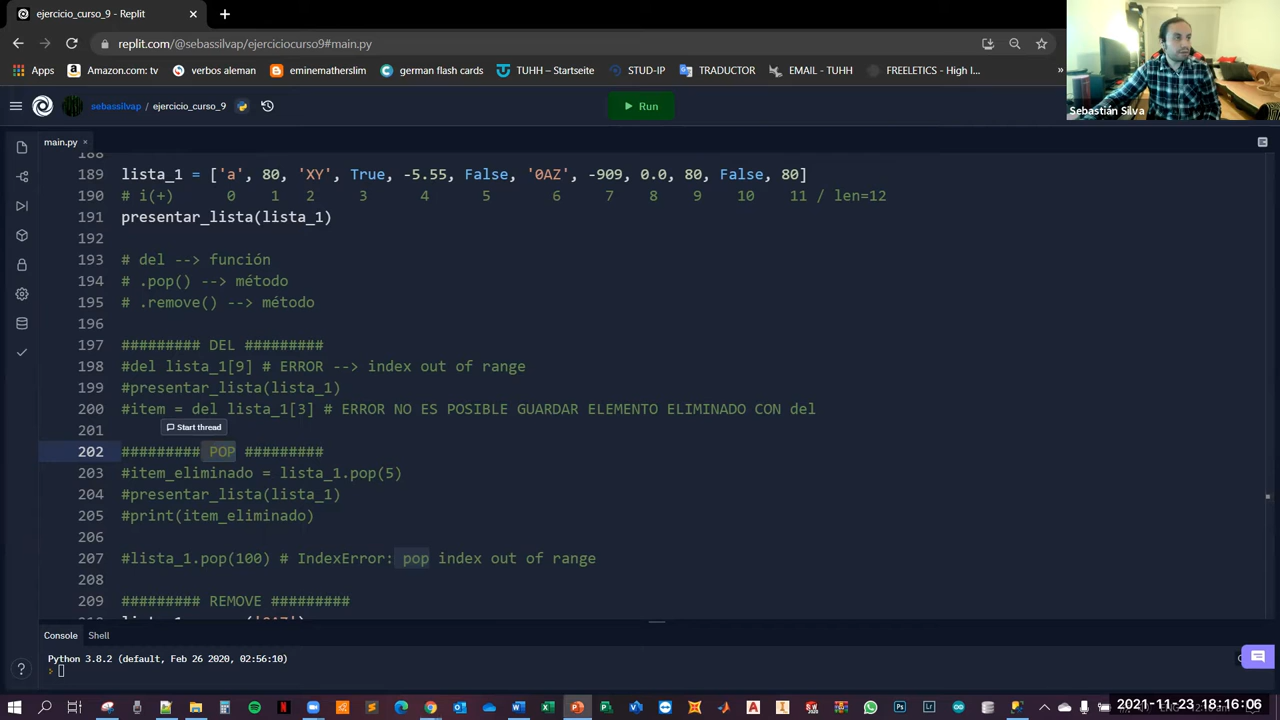 ejercicio_curso_9 - Replit
replit.com/@sebassilvap/ejerciciocurso9#main.py
Apps
Amazon.com: tv
verbos aleman
eminematherslim
german flash cards
TUHH – Startseite
STUD-IP
TRADUCTOR
EMAIL - TUHH
FREELETICS - High I...
»
Sebastián Silva
sebassilvap / ejercicio_curso_9
Run
main.py
188
189 lista_1 = ['a', 80, 'XY', True, -5.55, False, '0AZ', -909, 0.0, 80, False, 80]
190 # i(+) 0 1 2 3 4 5 6 7 8 9 10 11 / len=12
191 presentar_lista(lista_1)
192
193 # del --> función
194 # .pop() --> método
195 # .remove() --> método
196
197 ######### DEL #########
198 #del lista_1[9] # ERROR --> index out of range
199 #presentar_lista(lista_1)
200 #item = del lista_1[3] # ERROR NO ES POSIBLE GUARDAR ELEMENTO ELIMINADO CON del
201
Start thread
202 ######### POP #########
203 #item_eliminado = lista_1.pop(5)
204 #presentar_lista(lista_1)
205 #print(item_eliminado)
206
207 #lista_1.pop(100) # IndexError: pop index out of range
208
209 ######### REMOVE #########
Console
Shell
Python 3.8.2 (default, Feb 26 2020, 02:56:10)
2021-11-23 18:16:06